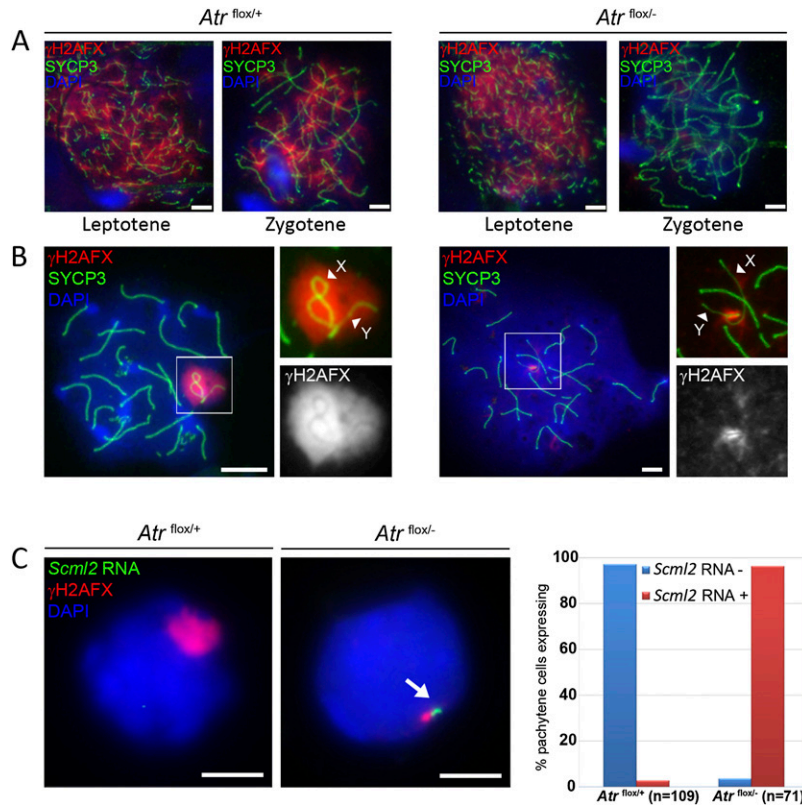 Atr flox/+
Atr flox/-
A
γH2AFX
SYCP3
DAPI
γH2AFX
SYCP3
DAPI
γH2AFX
SYCP3
DAPI
γH2AFX
SYCP3
DAPI
Leptotene
Zygotene
Leptotene
Zygotene
B
γH2AFX
SYCP3
DAPI
X
Y
γH2AFX
γH2AFX
SYCP3
DAPI
X
Y
γH2AFX
C
Atr flox/+
Atr flox/-
Scml2 RNA
γH2AFX
DAPI
% pachytene cells expressing
100
80
60
40
20
0
Scml2 RNA -
Scml2 RNA +
Atr flox/+ (n=109)
Atr flox/- (n=71)